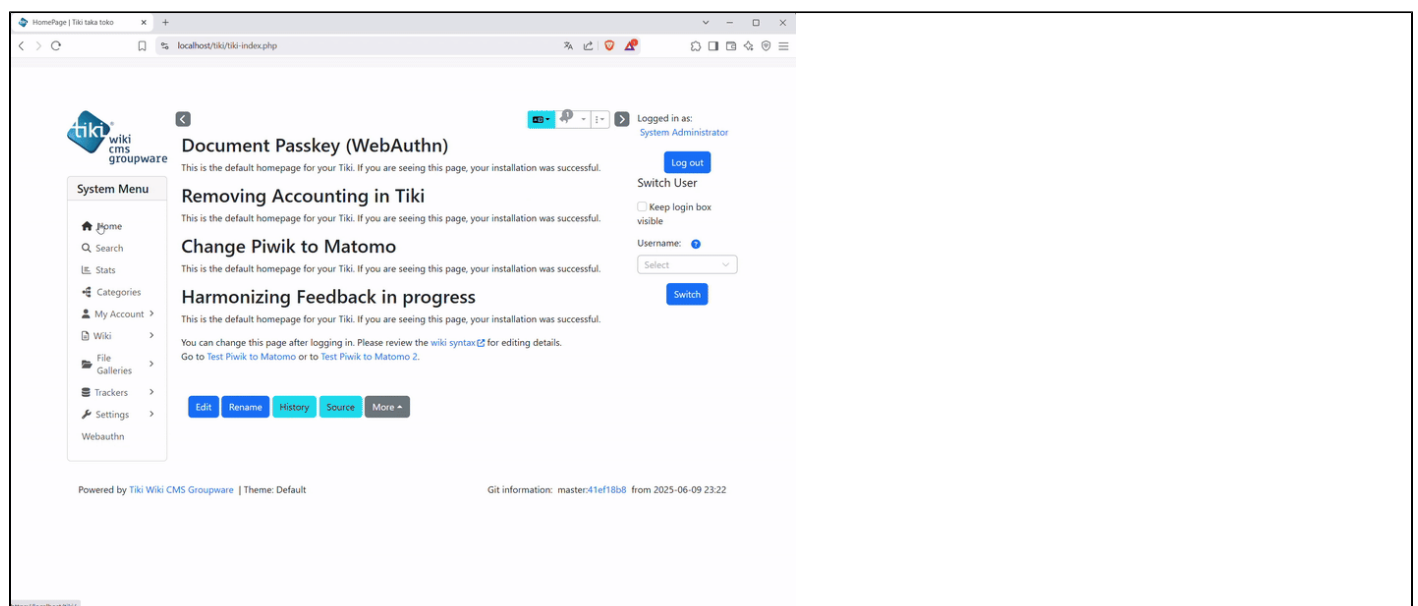 HomePage | Tiki taka toko
localhost/tiki/tiki-index.php
tiki
wiki
cms
groupware
System Menu
Home
Search
Stats
Categories
My Account
Wiki
File
Galleries
Trackers
Settings
Webauthn
1
Document Passkey (WebAuthn)
This is the default homepage for your Tiki. If you are seeing this page, your installation was successful.
Removing Accounting in Tiki
This is the default homepage for your Tiki. If you are seeing this page, your installation was successful.
Change Piwik to Matomo
This is the default homepage for your Tiki. If you are seeing this page, your installation was successful.
Harmonizing Feedback in progress
This is the default homepage for your Tiki. If you are seeing this page, your installation was successful.
You can change this page after logging in. Please review the wiki syntax for editing details.
Go to Test Piwik to Matomo or to Test Piwik to Matomo 2.
Edit Rename History Source More
Logged in as:
System Administrator
Log out
Switch User
Keep login box
visible
Username: ?
Select
Switch
Powered by Tiki Wiki CMS Groupware | Theme: Default
Git information: master:41ef18b8 from 2025-06-09 23:22